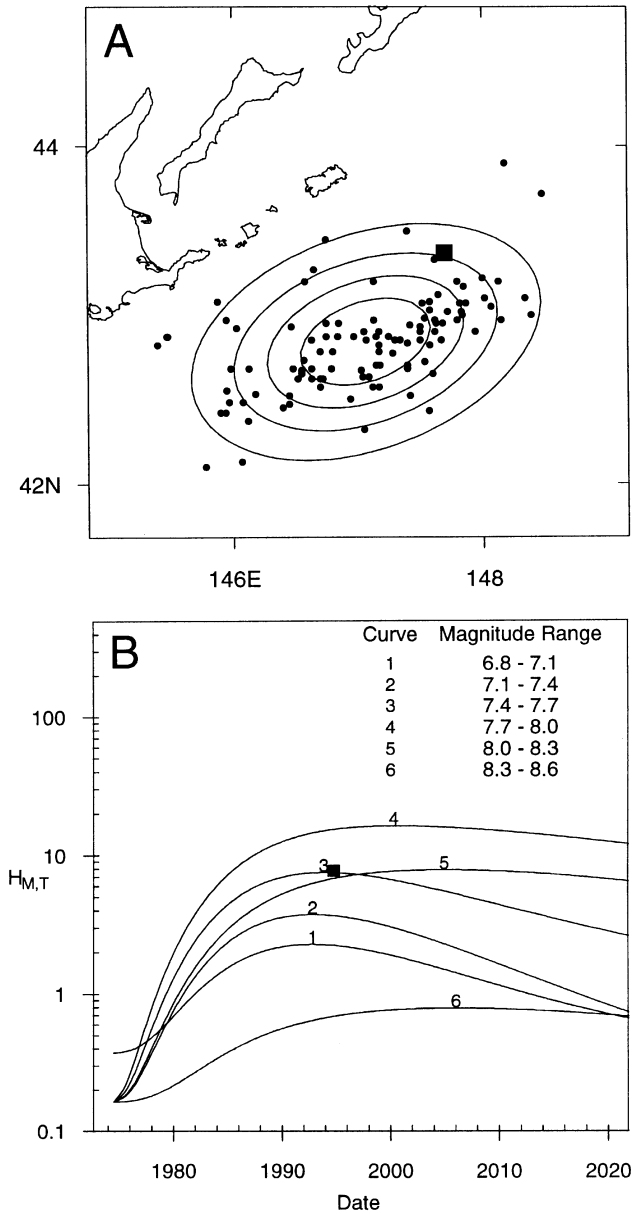 A
44
42N
146E 148
B
Curve Magnitude Range
1 6.8 - 7.1
2 7.1 - 7.4
3 7.4 - 7.7
4 7.7 - 8.0
5 8.0 - 8.3
6 8.3 - 8.6
100
10
1
0.1
HM,T
4
3
5
2
1
6
1980 1990 2000 2010 2020
Date